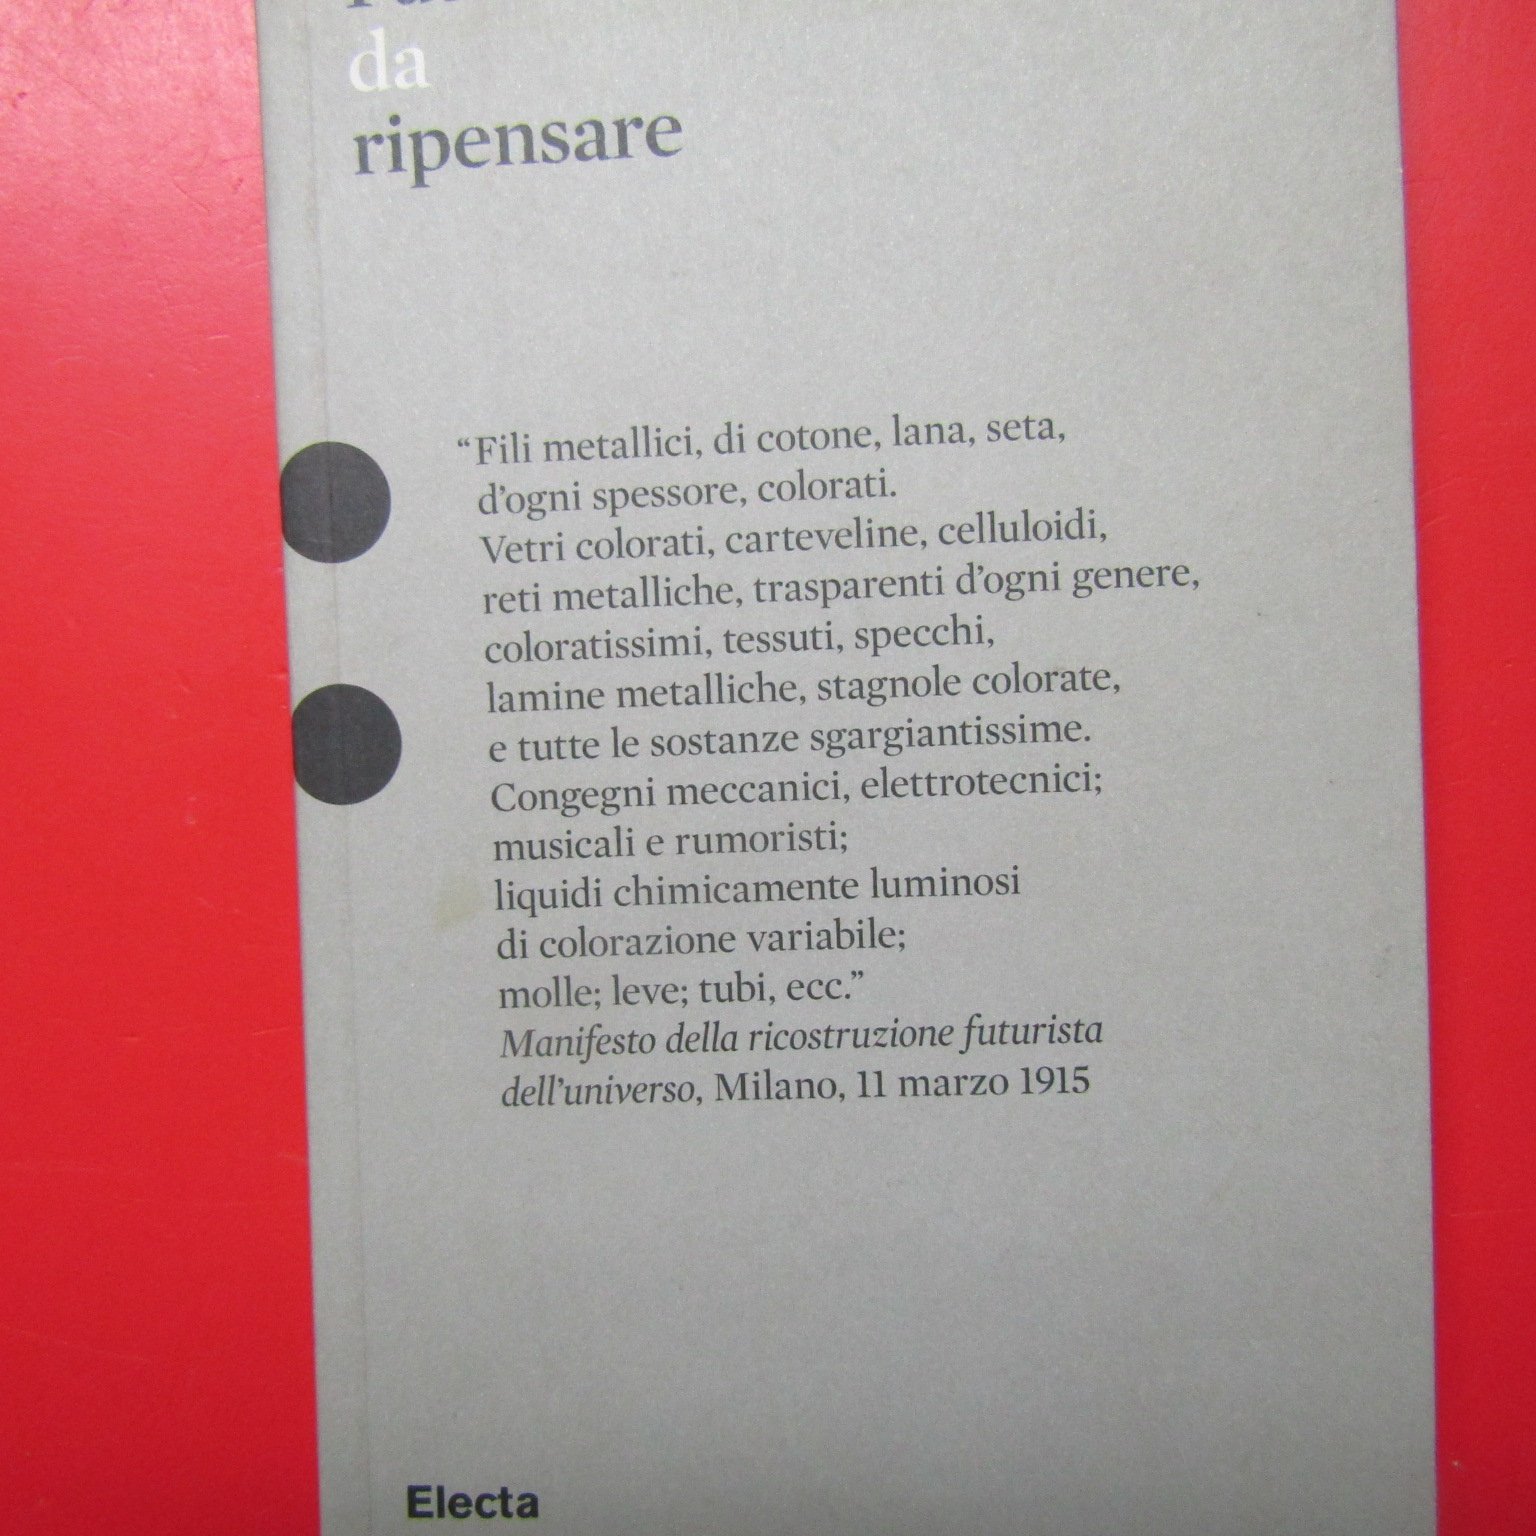 da
ripensare
“Fili metallici, di cotone, lana, seta,
d’ogni spessore, colorati.
Vetri colorati, carteveline, celluloidi,
reti metalliche, trasparenti d’ogni genere,
coloratissimi, tessuti, specchi,
lamine metalliche, stagnole colorate,
e tutte le sostanze sgargiantissime.
Congegni meccanici, elettrotecnici;
musicali e rumoristi;
liquidi chimicamente luminosi
di colorazione variabile;
molle; leve; tubi, ecc.”
Manifesto della ricostruzione futurista
dell’universo, Milano, 11 marzo 1915
Electa